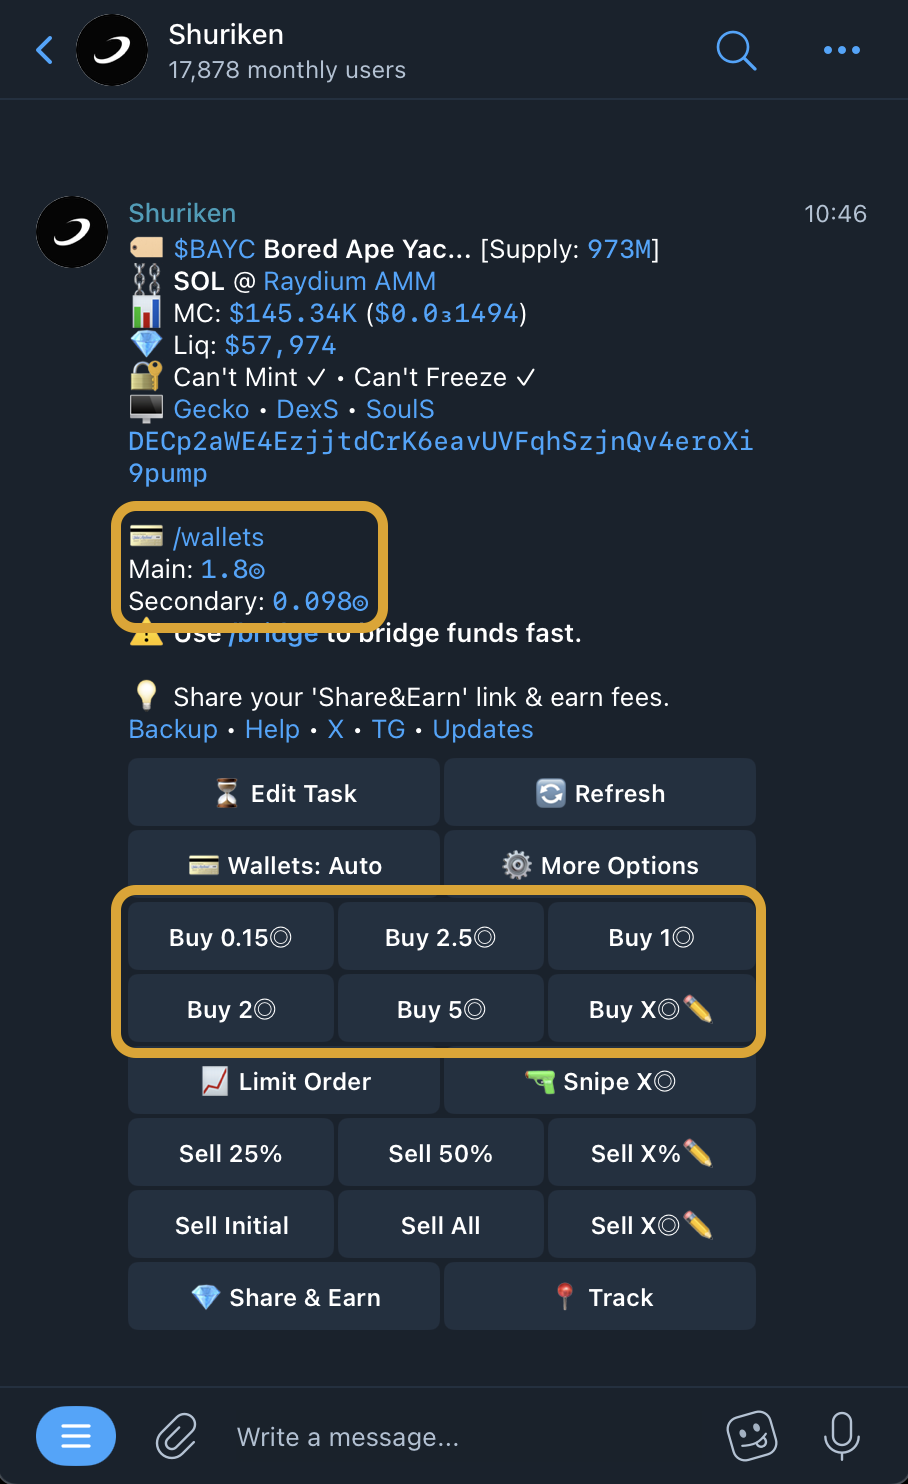 Shuriken
17,878 monthly users
Shuriken 10:46
$BAYC Bored Ape Yac... [Supply: 973M]
SOL @ Raydium AMM
MC: $145.34K ($0.0₃1494)
Liq: $57,974
Can't Mint ✓ • Can't Freeze ✓
Gecko • DexS • SoulS
DECp2aWE4EzjjtdCrK6eavUVFqhSzjnQv4eroXi
9pump
/wallets
Main: 1.8◎
Secondary: 0.098◎
Use /bridge to bridge funds fast.
Share your 'Share&Earn' link & earn fees.
Backup • Help • X • TG • Updates
Edit Task Refresh
Wallets: Auto More Options
Buy 0.15◎ Buy 2.5◎ Buy 1◎
Buy 2◎ Buy 5◎ Buy X◎
Limit Order Snipe X◎
Sell 25% Sell 50% Sell X%
Sell Initial Sell All Sell X◎
Share & Earn Track
Write a message...